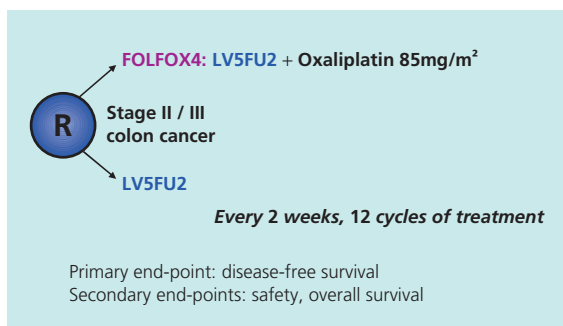 FOLFOX4: LV5FU2 + Oxaliplatin 85mg/m²
R
Stage II / III
colon cancer
LV5FU2
Every 2 weeks, 12 cycles of treatment
Primary end-point: disease-free survival
Secondary end-points: safety, overall survival